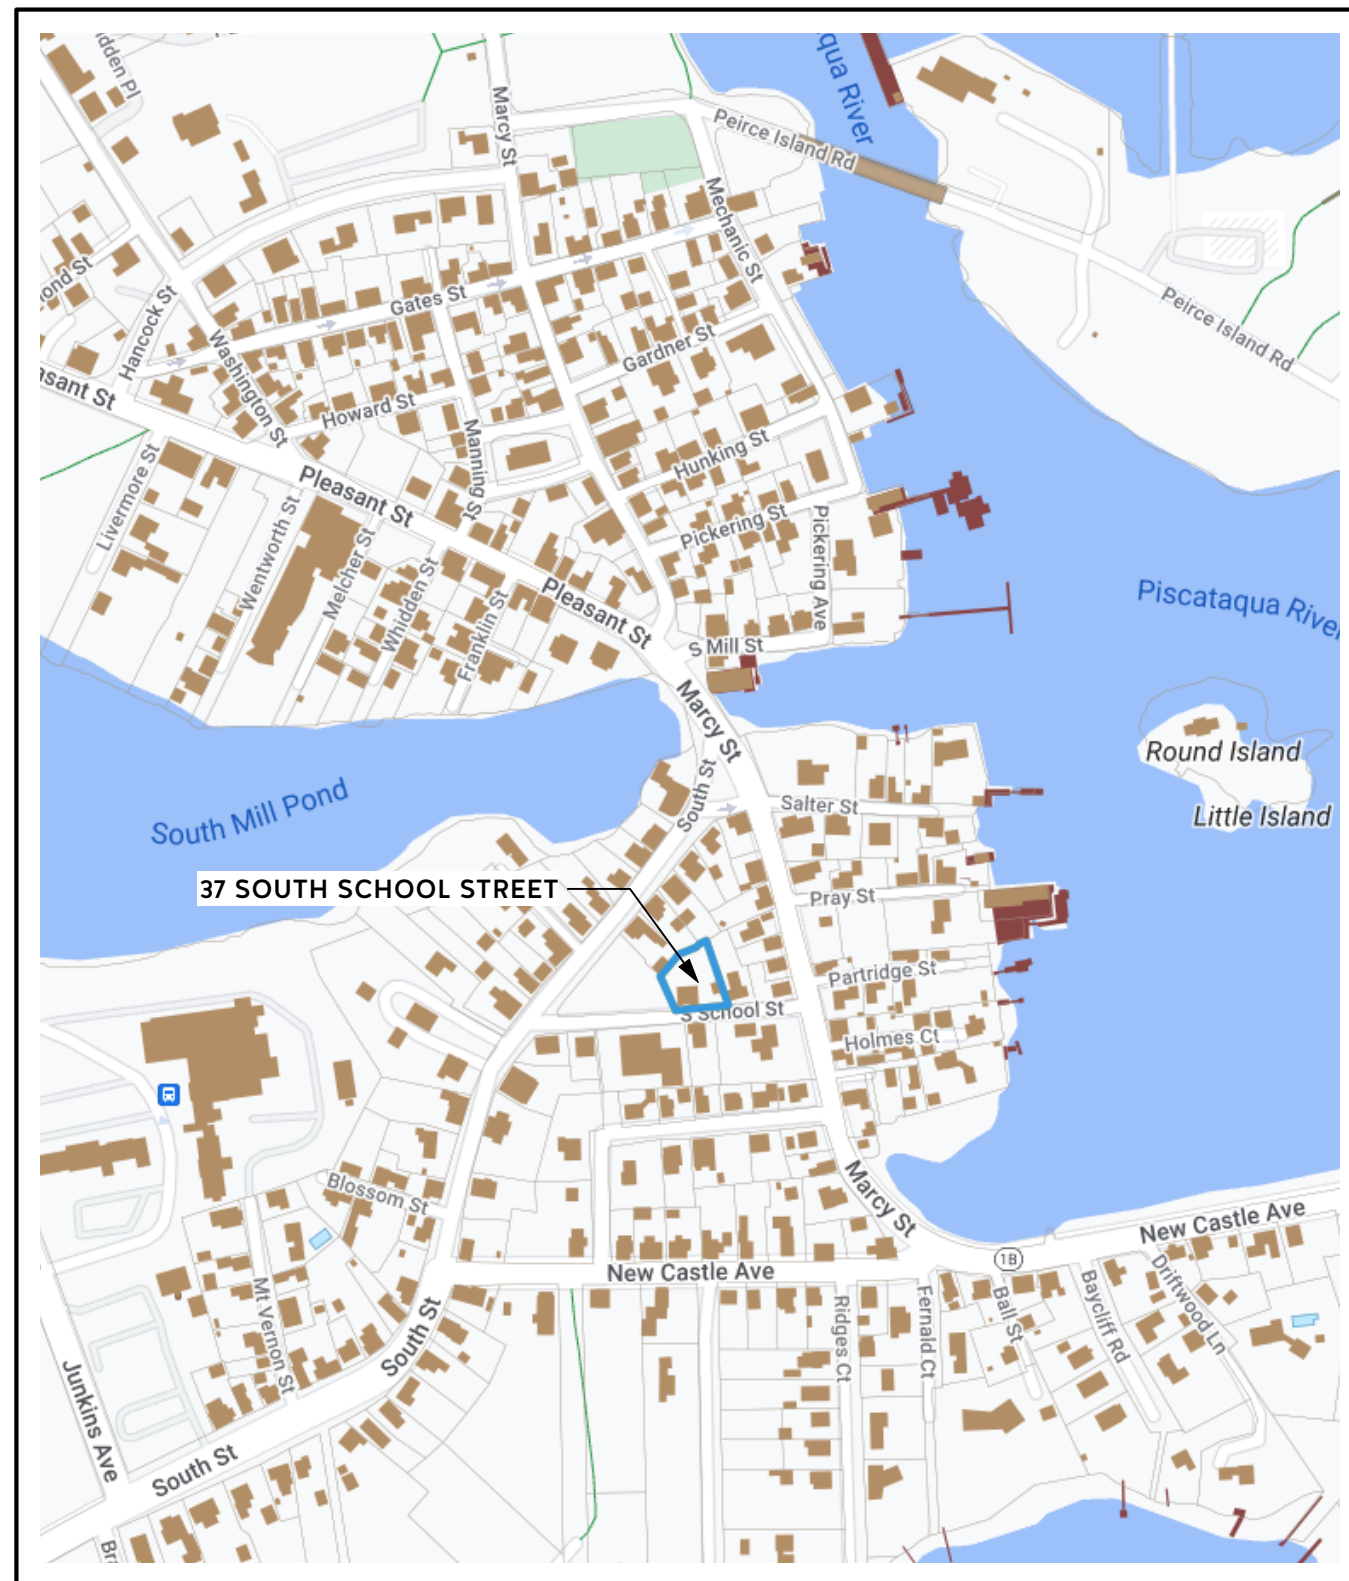 Marcy St
qua River
Peirce Island Rd
Mechanic St
Hancock St
Gates St
Washington St
Gardner St
Peirce Island Rd
asant St
Howard St
Manning St
Hunking St
Livermore St
Pleasant St
Wentworth St
Melcher St
Whidden St
Franklin St
Pleasant St
Pickering St
Pickering Ave
S Mill St
Piscataqua River
Marcy St
Round Island
Little Island
South Mill Pond
South St
Salter St
37 SOUTH SCHOOL STREET
Pray St
Partridge St
S School St
Holmes Ct
Blossom St
Marcy St
New Castle Ave
1B
New Castle Ave
Mt Vernon St
South St
Ridges Ct
Fernald Ct
Ball St
Baycliff Rd
Driftwood Ln
Junkins Ave
South St